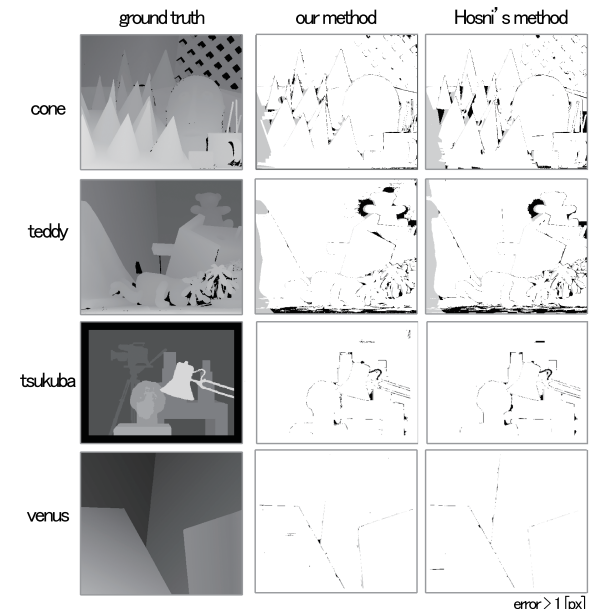 ground truth our method Hosni's method
cone
teddy
tsukuba
venus
error > 1 [px]